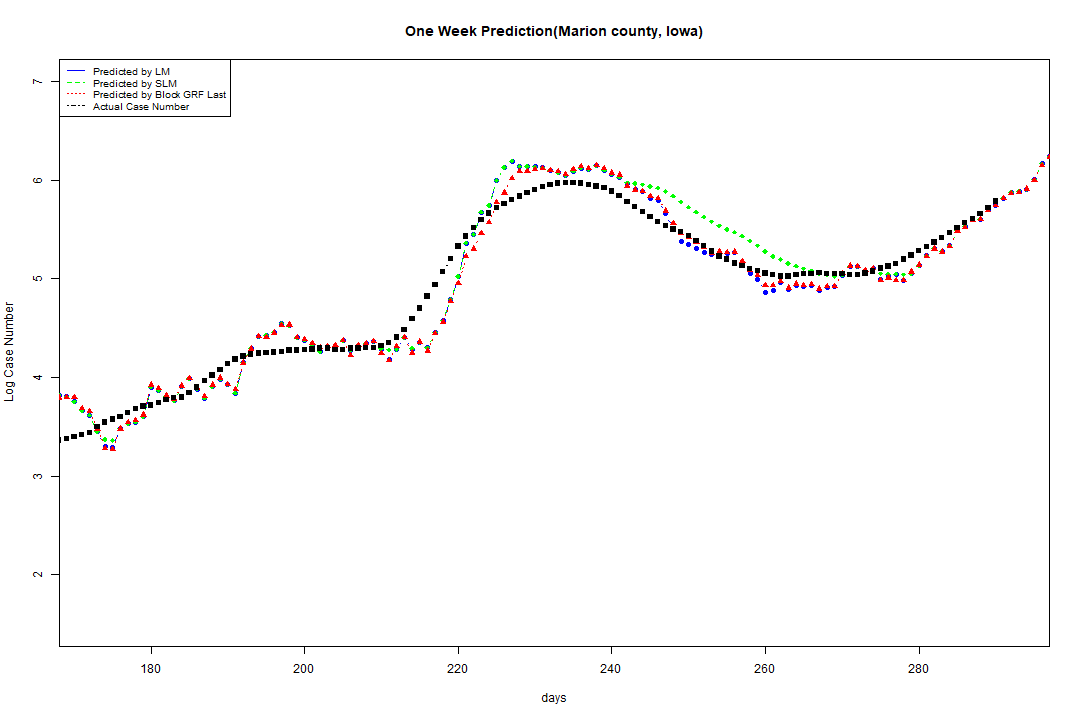 One Week Prediction(Marion county, Iowa)
Predicted by LM
Predicted by SLM
Predicted by Block GRF Last
Actual Case Number
7
6
5
4
3
2
Log Case Number
180 200 220 240 260 280
days